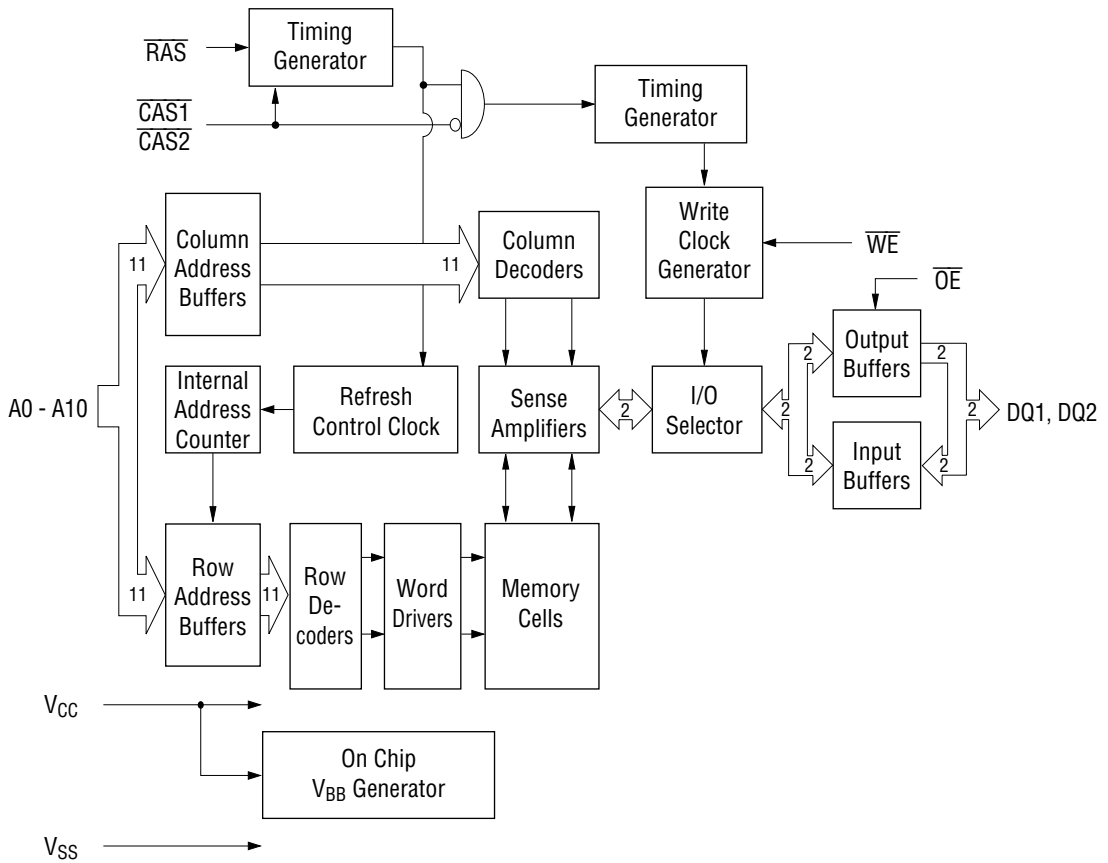 RAS
Timing
Generator
CAS1
CAS2
Timing
Generator
Column
Address
Buffers
11
11
Column
Decoders
Write
Clock
Generator
WE
OE
Output
Buffers
2
2
A0 - A10
Internal
Address
Counter
Refresh
Control Clock
Sense
Amplifiers
2
I/O
Selector
2
DQ1, DQ2
Input
Buffers
2
2
11
Row
Address
Buffers
11
Row
De-
coders
Word
Drivers
Memory
Cells
VCC
On Chip
VBB Generator
VSS